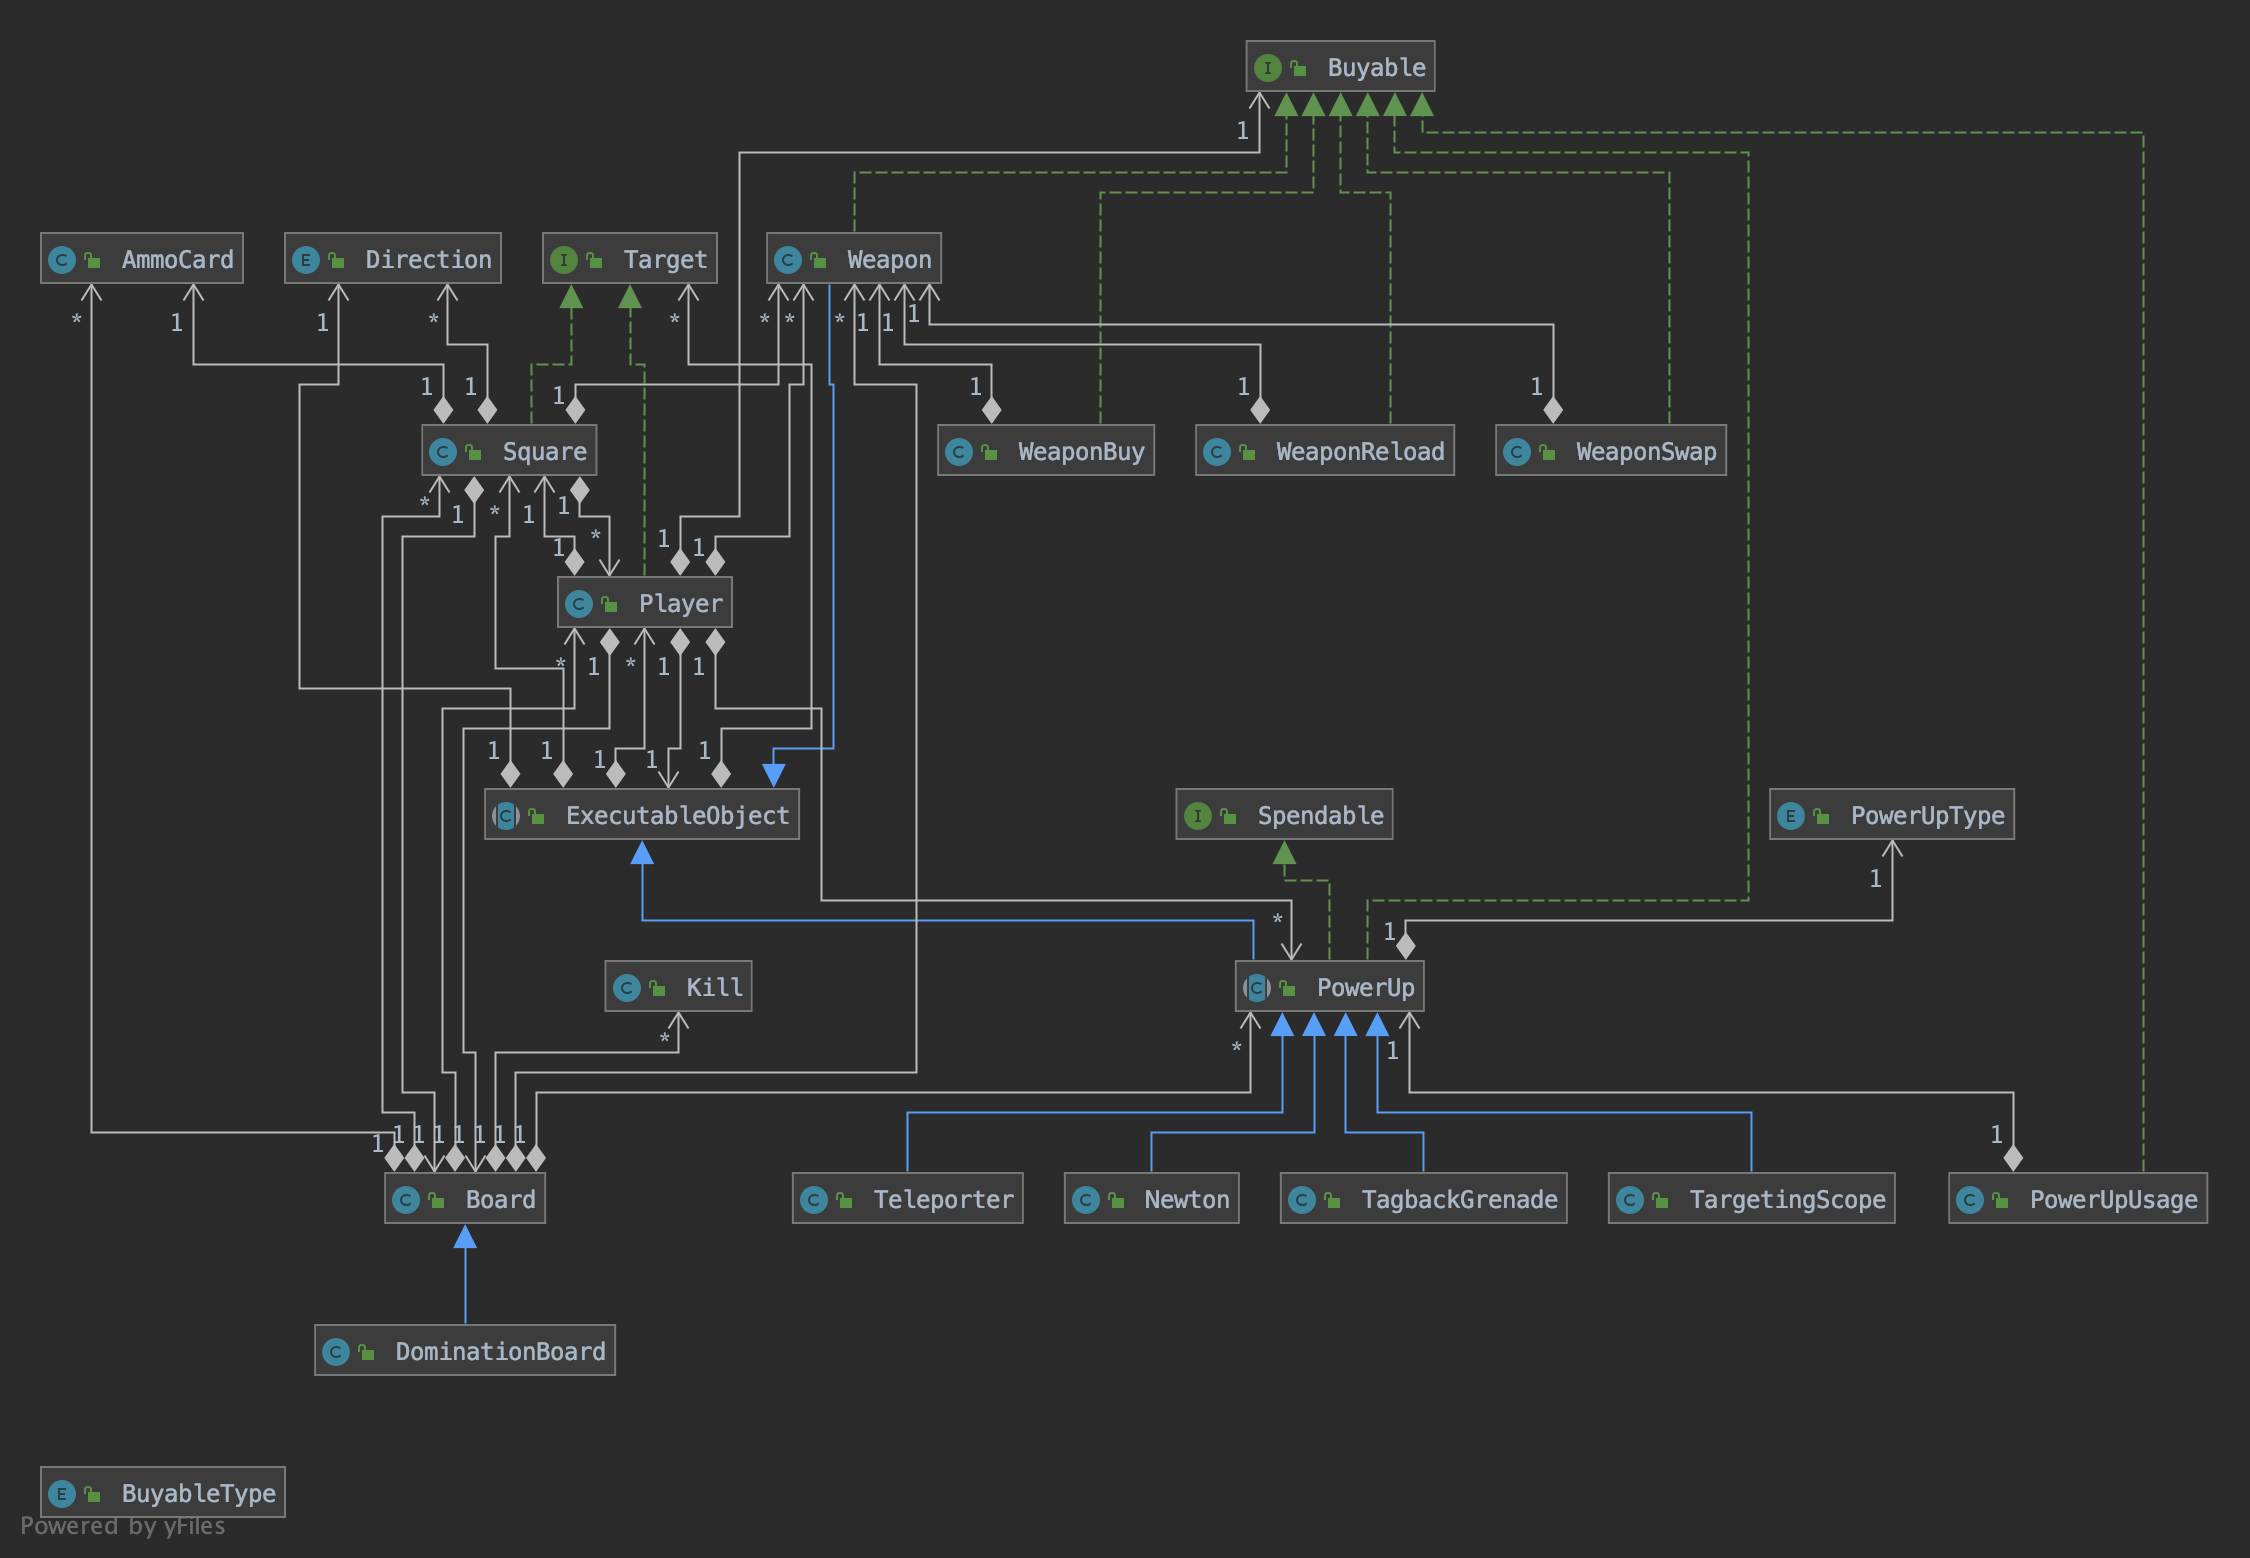 I Buyable
1
C AmmoCard
E Direction
I Target
C Weapon
* 1 1 * * * * 1 1 1
1 1 1 1 1 1
C Square
C WeaponBuy
C WeaponReload
C WeaponSwap
* 1 * 1 1 *
1 1 1
C Player
* 1 * 1 1
1 1 1 1 1
C ExecutableObject
I Spendable
E PowerUpType
1
* 1
C Kill
C PowerUp
* * 1
1 1 1 1 1 1 1 1 1
C Board
C Teleporter
C Newton
C TagbackGrenade
C TargetingScope
C PowerUpUsage
C DominationBoard
E BuyableType
Powered by yFiles